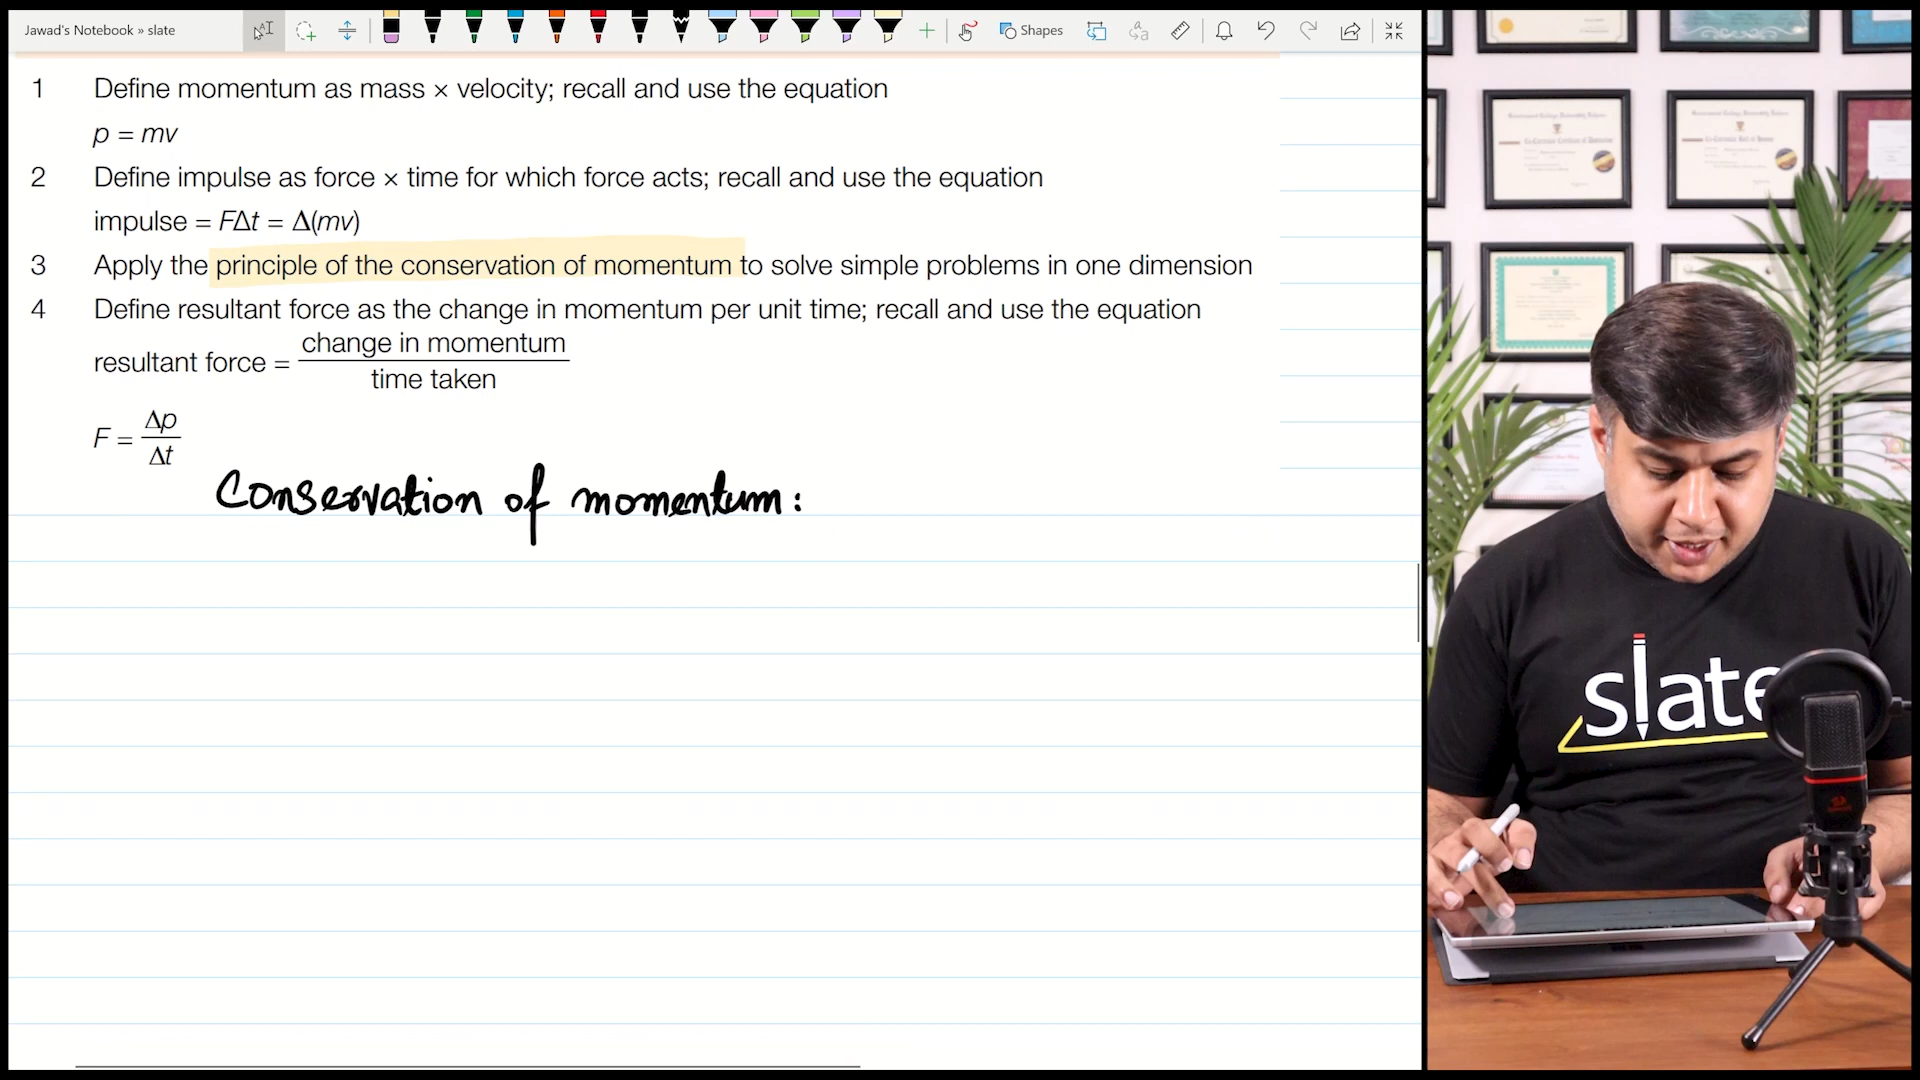 Jawad's Notebook » slate
Shapes
1 Define momentum as mass × velocity; recall and use the equation
p = mv
2 Define impulse as force × time for which force acts; recall and use the equation
impulse = FΔt = Δ(mv)
3 Apply the principle of the conservation of momentum to solve simple problems in one dimension
4 Define resultant force as the change in momentum per unit time; recall and use the equation
resultant force = change in momentum / time taken
F = Δp / Δt
Conservation of momentum:
slate